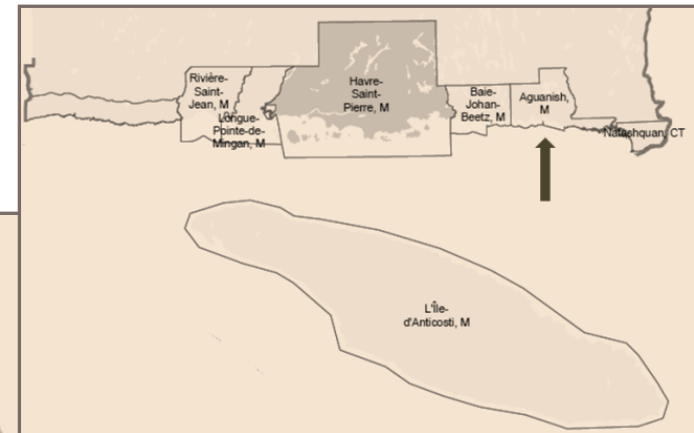 Rivière-
Saint-
Jean, M
Longue-
Pointe-de-
Mingan, M
Havre-
Saint-
Pierre, M
Baie-
Johan-
Beetz, M
Aguanish,
M
Natashquan, CT
L'Île-
d'Anticosti, M